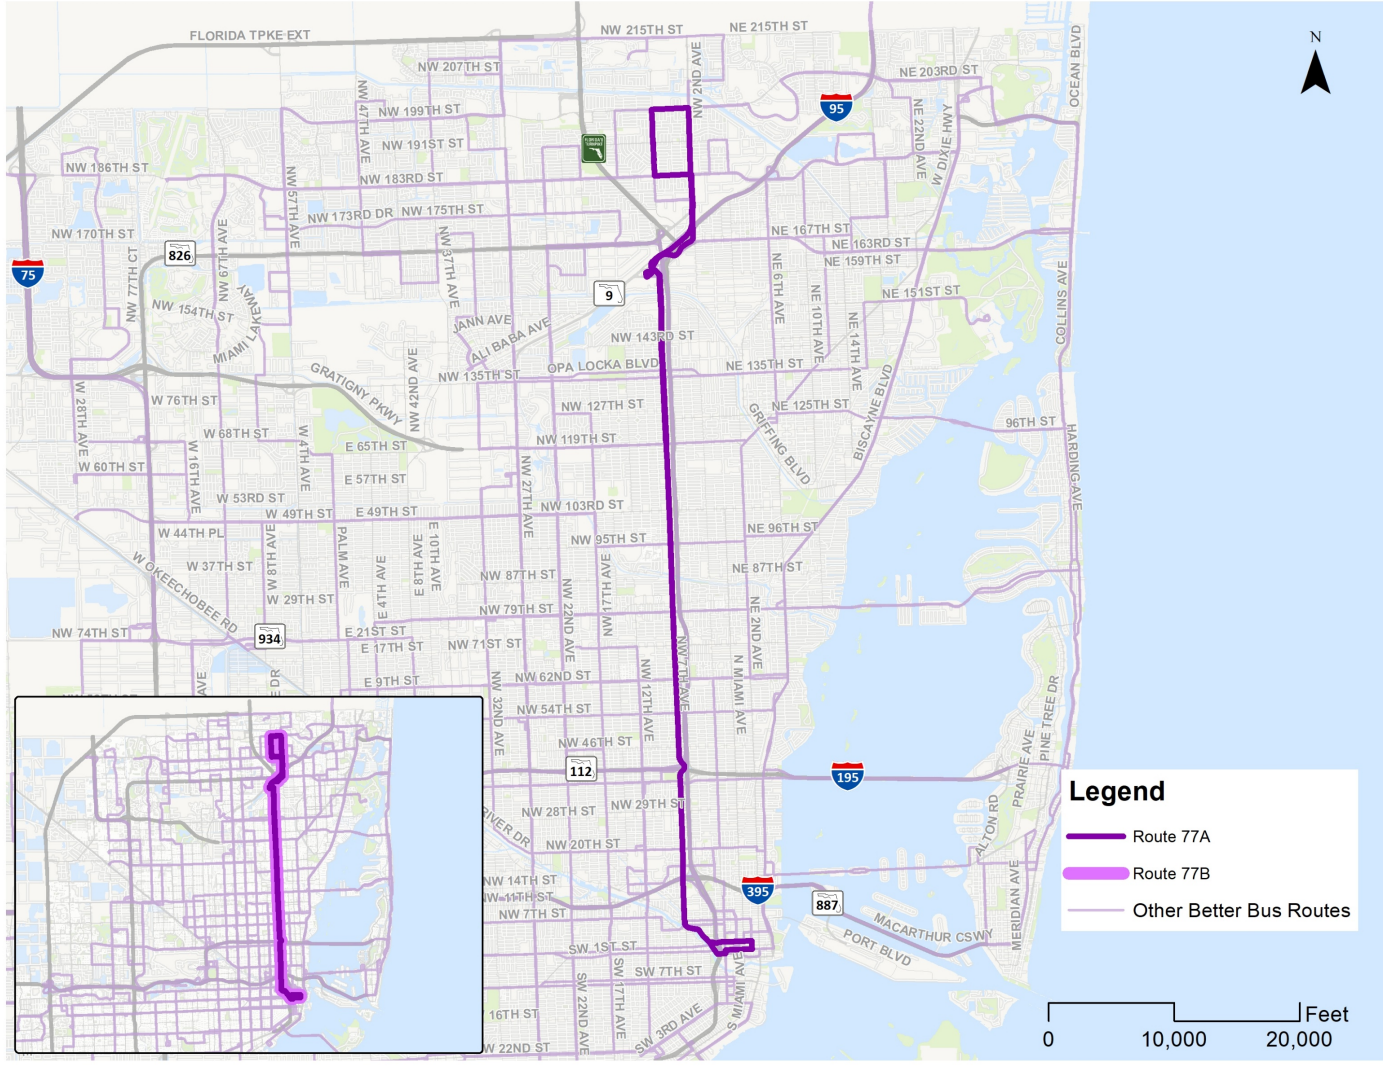 FLORIDA TPKE EXT
NW 215TH ST
NE 215TH ST
OCEAN BLVD
N
NW 207TH ST
NW 2ND AVE
NE 203RD ST
NW 47TH AVE
NW 199TH ST
95
NE 22ND AVE
W DIXIE HWY
NW 191ST ST
NW 186TH ST
NW 57TH AVE
NW 183RD ST
NW 173RD DR
NW 175TH ST
NW 170TH ST
NW 67TH AVE
NE 167TH ST
NE 163RD ST
826
NW 77TH CT
NW 37TH AVE
NE 6TH AVE
NE 159TH ST
75
9
NE 10TH AVE
NE 151ST ST
COLLINS AVE
NW 154TH ST
MIAMI LAKEWAY
JANN AVE
ALI BABA AVE
NW 143RD ST
NE 14TH AVE
GRATIGNY PKWY
NW 42ND AVE
NW 135TH ST
OPA LOCKA BLVD
NE 135TH ST
BISCAYNE BLVD
W 28TH AVE
W 76TH ST
NW 127TH ST
NE 125TH ST
GRIFFING BLVD
96TH ST
HARDING AVE
W 68TH ST
W 4TH AVE
E 65TH ST
NW 119TH ST
W 60TH ST
W 16TH AVE
E 57TH ST
NW 27TH AVE
W 53RD ST
W 49TH ST
E 49TH ST
NW 103RD ST
W 44TH PL
W 8TH AVE
PALM AVE
E 10TH AVE
E 8TH AVE
NW 95TH ST
NE 96TH ST
W OKEECHOBEE RD
W 37TH ST
E 4TH AVE
NW 87TH ST
NW 22ND AVE
NW 17TH AVE
NE 87TH ST
W 29TH ST
NW 79TH ST
NE 2ND AVE
NW 74TH ST
934
E 21ST ST
E 17TH ST
NW 71ST ST
NW 7TH AVE
N MIAMI AVE
AVE
E DR
E 9TH ST
NW 32ND AVE
NW 62ND ST
NW 12TH AVE
PINE TREE DR
NW 54TH ST
PRAIRIE AVE
NW 46TH ST
112
195
Legend
RIVER DR
NW 28TH ST
NW 29TH ST
ALTON RD
Route 77A
NW 20TH ST
Route 77B
NW 14TH ST
NW 11TH ST
395
887
MERIDIAN AVE
Other Better Bus Routes
NW 7TH ST
MACARTHUR CSWY
PORT BLVD
SW 1ST ST
SW 7TH ST
SW 22ND AVE
SW 17TH AVE
S MIAMI AVE
16TH ST
SW 3RD AVE
W 22ND ST
Feet
0
10,000
20,000